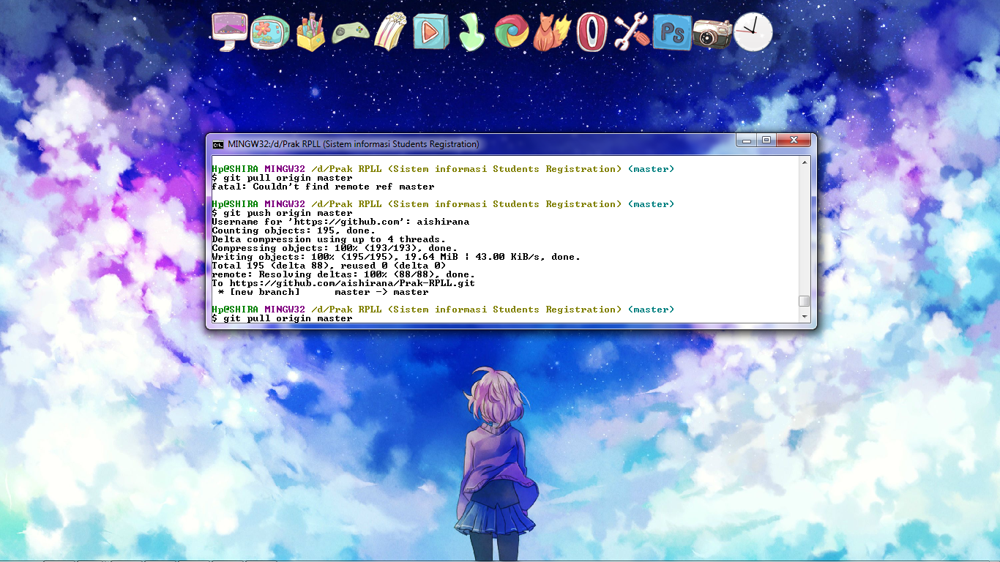 Ps
MINGW32:/d/Prak RPLL (Sistem informasi Students Registration)
Hp@SHIRA MINGW32 /d/Prak RPLL (Sistem informasi Students Registration) (master)
$ git pull origin master
fatal: Couldn't find remote ref master
Hp@SHIRA MINGW32 /d/Prak RPLL (Sistem informasi Students Registration) (master)
$ git push origin master
Username for 'https://github.com': aishirana
Counting objects: 195, done.
Delta compression using up to 4 threads.
Compressing objects: 100% (193/193), done.
Writing objects: 100% (195/195), 19.64 MiB | 43.00 KiB/s, done.
Total 195 (delta 88), reused 0 (delta 0)
remote: Resolving deltas: 100% (88/88), done.
To https://github.com/aishirana/Prak-RPLL.git
 * [new branch]      master -> master
Hp@SHIRA MINGW32 /d/Prak RPLL (Sistem informasi Students Registration) (master)
$ git pull origin master